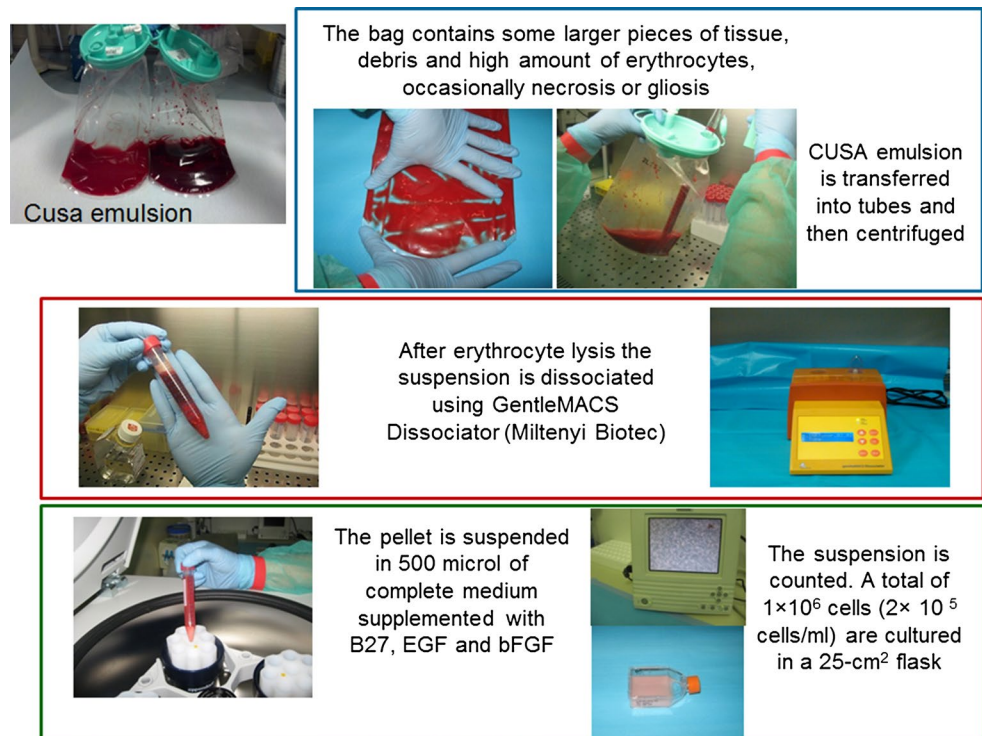 Cusa emulsion
The bag contains some larger pieces of tissue,
debris and high amount of erythrocytes,
occasionally necrosis or gliosis
CUSA emulsion
is transferred
into tubes and
then centrifuged
After erythrocyte lysis the
suspension is dissociated
using GentleMACS
Dissociator (Miltenyi Biotec)
The pellet is suspended
in 500 microl of
complete medium
supplemented with
B27, EGF and bFGF
The suspension is
counted. A total of
1×10⁶ cells (2× 10 ⁵
cells/ml) are cultured
in a 25-cm² flask